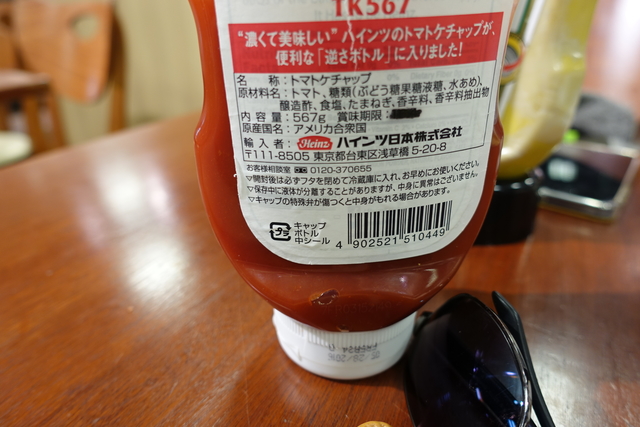 TK567
“濃くて美味しい”ハインツのトマトケチャップが、
便利な「逆さボトル」に入りました!
名 称:トマトケチャップ
原材料名:トマト、糖類(ぶどう糖果糖液糖、水あめ)、
醸造酢、食塩、たまねぎ、香辛料、香辛料抽出物
内 容 量:567g 賞味期限:
原産国名:アメリカ合衆国
輸 入 者:Heinz ハインツ日本株式会社
〒111-8505 東京都台東区浅草橋 5-20-8
お客様相談室 0120-370655
▽開封後は必ずフタを閉めて冷蔵庫に入れ、お早めにお使いください。
▽保存中に液体が分離することがありますが、中身に異常はございません。
▽キャップの特殊弁が傷つくと中身がもれる場合があります。
プラ キャップ
ボトル
中シール
4 902521 510449